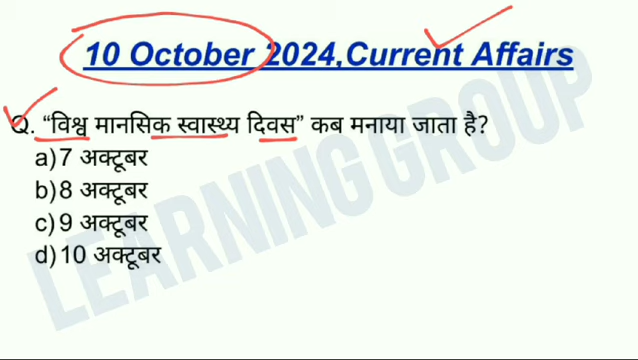 10 October 2024,Current Affairs
Q. “विश्व मानसिक स्वास्थ्य दिवस” कब मनाया जाता है?
a)7 अक्टूबर
b)8 अक्टूबर
c)9 अक्टूबर
d)10 अक्टूबर
LEARNING GROUP